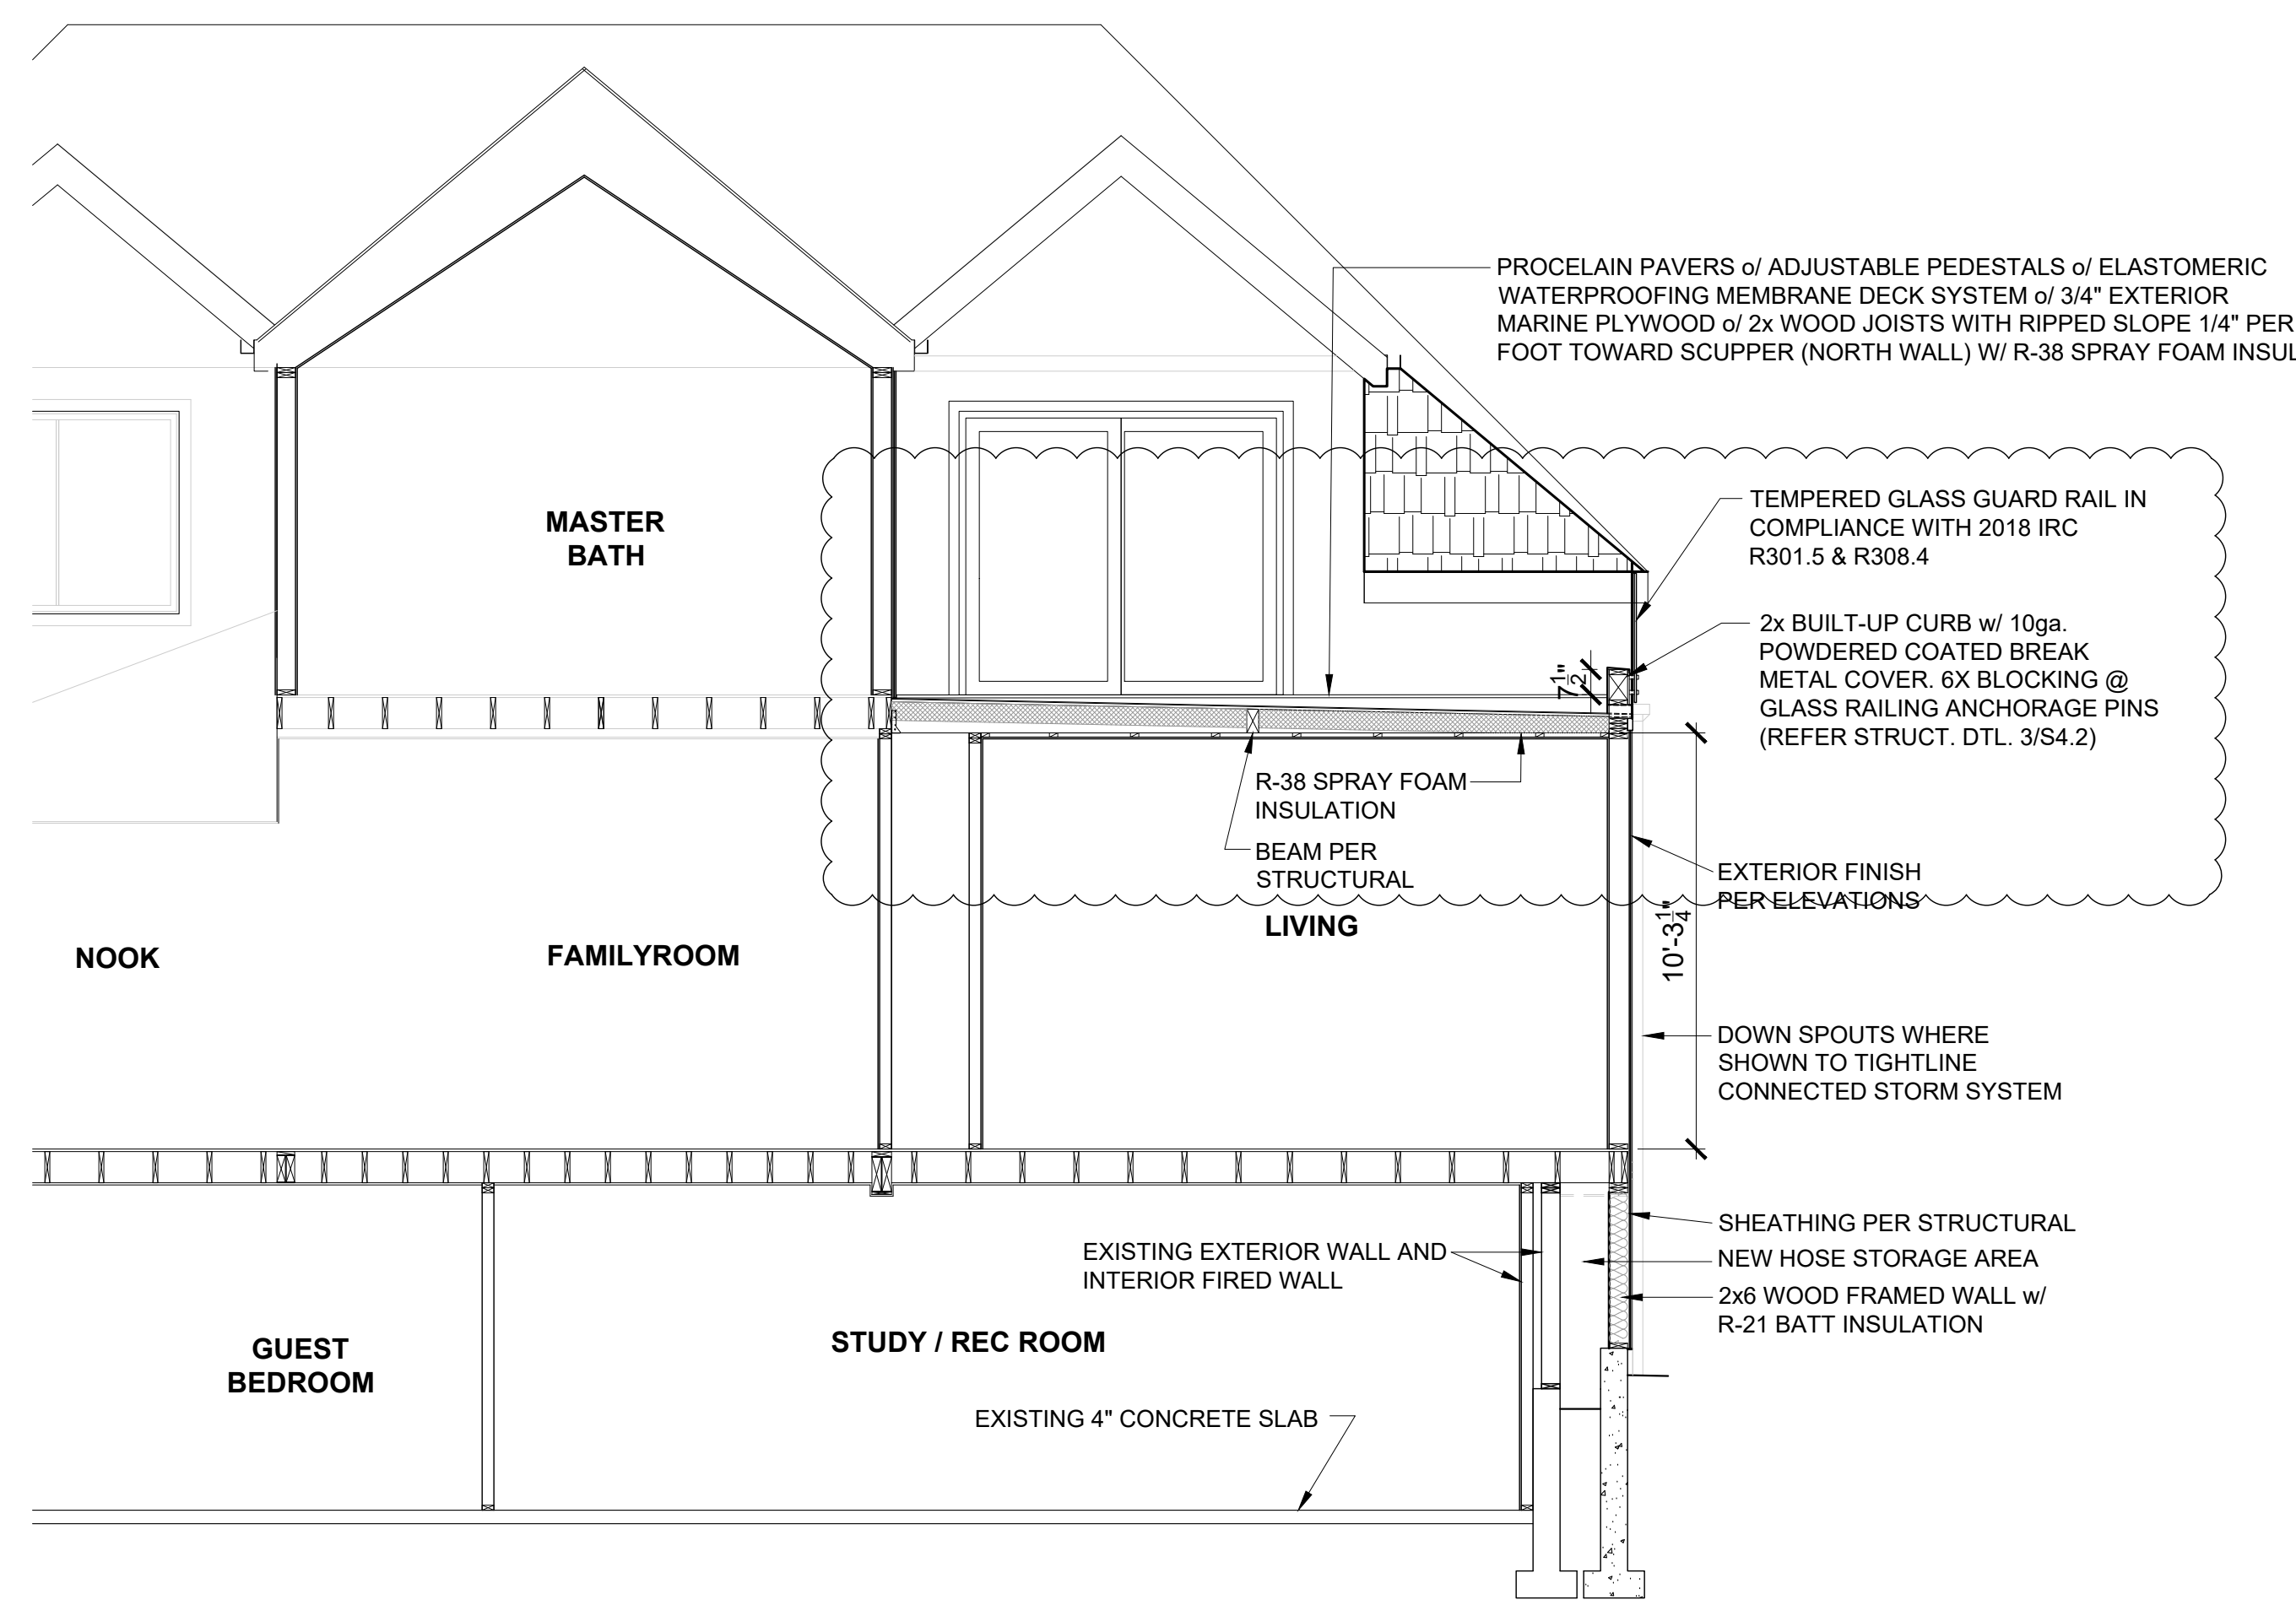 PROCELAIN PAVERS o/ ADJUSTABLE PEDESTALS o/ ELASTOMERIC
WATERPROOFING MEMBRANE DECK SYSTEM o/ 3/4" EXTERIOR
MARINE PLYWOOD o/ 2x WOOD JOISTS WITH RIPPED SLOPE 1/4" PER
FOOT TOWARD SCUPPER (NORTH WALL) W/ R-38 SPRAY FOAM INSUL
TEMPERED GLASS GUARD RAIL IN
COMPLIANCE WITH 2018 IRC
R301.5 & R308.4
MASTER
BATH
2x BUILT-UP CURB w/ 10ga.
POWDERED COATED BREAK
METAL COVER. 6X BLOCKING @
GLASS RAILING ANCHORAGE PINS
(REFER STRUCT. DTL. 3/S4.2)
7 1/2"
R-38 SPRAY FOAM
INSULATION
BEAM PER
STRUCTURAL
EXTERIOR FINISH
PER ELEVATIONS
LIVING
10'-3 1/4"
NOOK
FAMILYROOM
DOWN SPOUTS WHERE
SHOWN TO TIGHTLINE
CONNECTED STORM SYSTEM
SHEATHING PER STRUCTURAL
NEW HOSE STORAGE AREA
2x6 WOOD FRAMED WALL w/
R-21 BATT INSULATION
EXISTING EXTERIOR WALL AND
INTERIOR FIRED WALL
GUEST
BEDROOM
STUDY / REC ROOM
EXISTING 4" CONCRETE SLAB